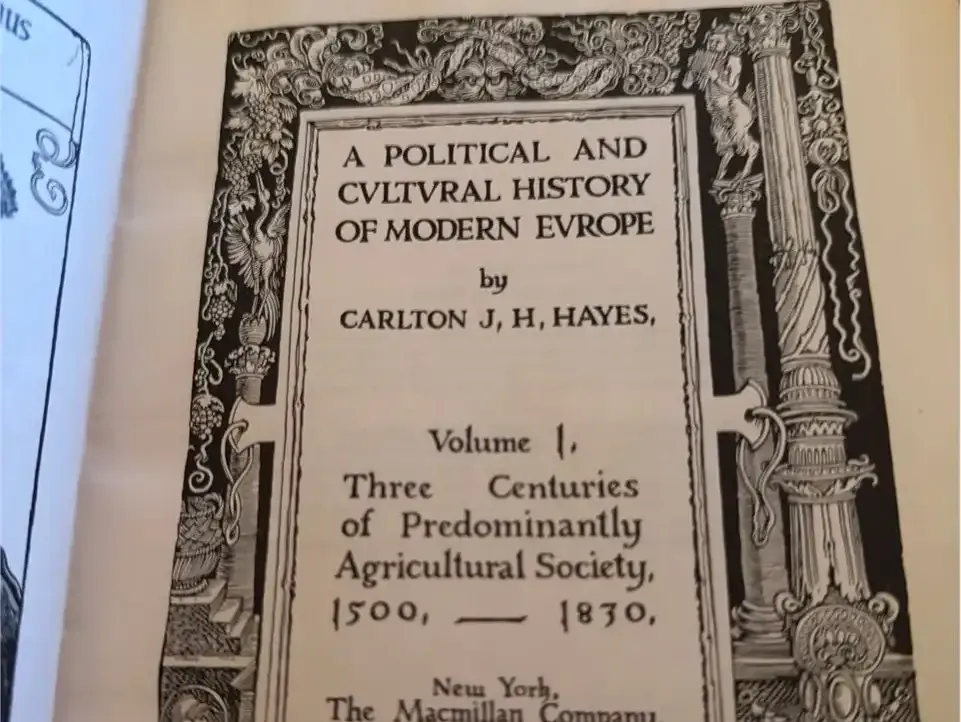 A POLITICAL AND
CVLTVRAL HISTORY
OF MODERN EVROPE
by
CARLTON J, H, HAYES,
Volume 1,
Three Centuries
of Predominantly
Agricultural Society,
1500, — 1830,
New York,
The Macmillan Company,